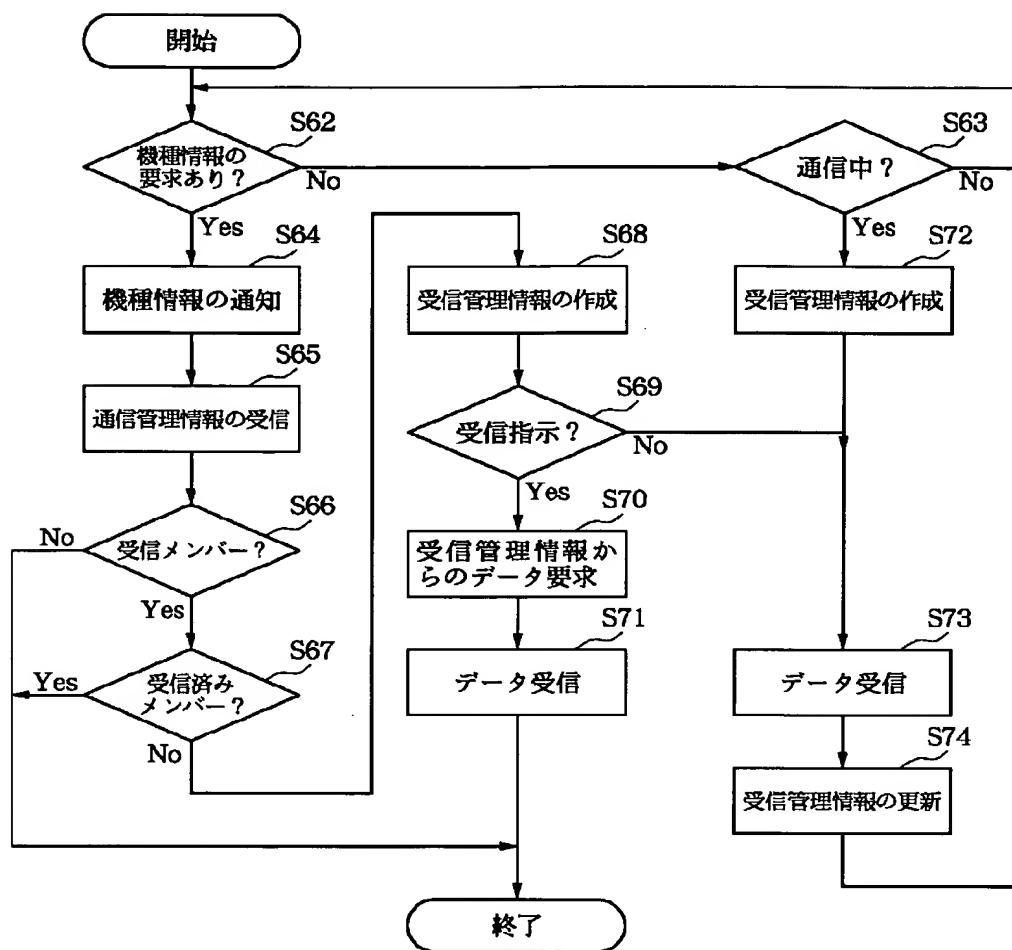 開始
S62
機種情報の
要求あり？
No
Yes
S63
通信中？
No
Yes
S64
機種情報の通知
S65
通信管理情報の受信
S66
受信メンバー？
No
Yes
S67
受信済み
メンバー？
Yes
No
S68
受信管理情報の作成
S69
受信指示？
No
Yes
S70
受信管理情報か
らのデータ要求
S71
データ受信
S72
受信管理情報の作成
S73
データ受信
S74
受信管理情報の更新
終了